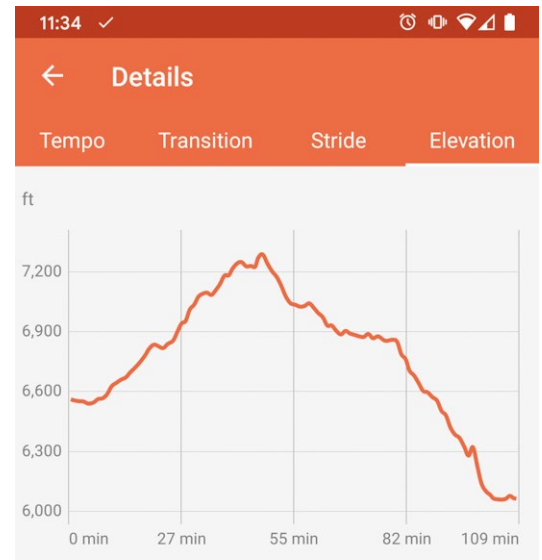 11:34
Details
Tempo Transition Stride Elevation
ft
7,200
6,900
6,600
6,300
6,000
0 min 27 min 55 min 82 min 109 min